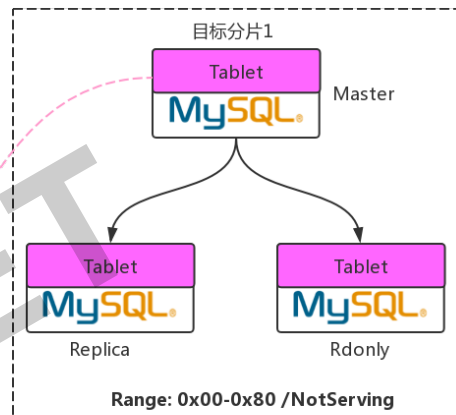 目标分片1
Tablet
MySQL®
Master
Tablet
MySQL®
Replica
Tablet
MySQL®
Rdonly
Range: 0x00-0x80 /NotServing